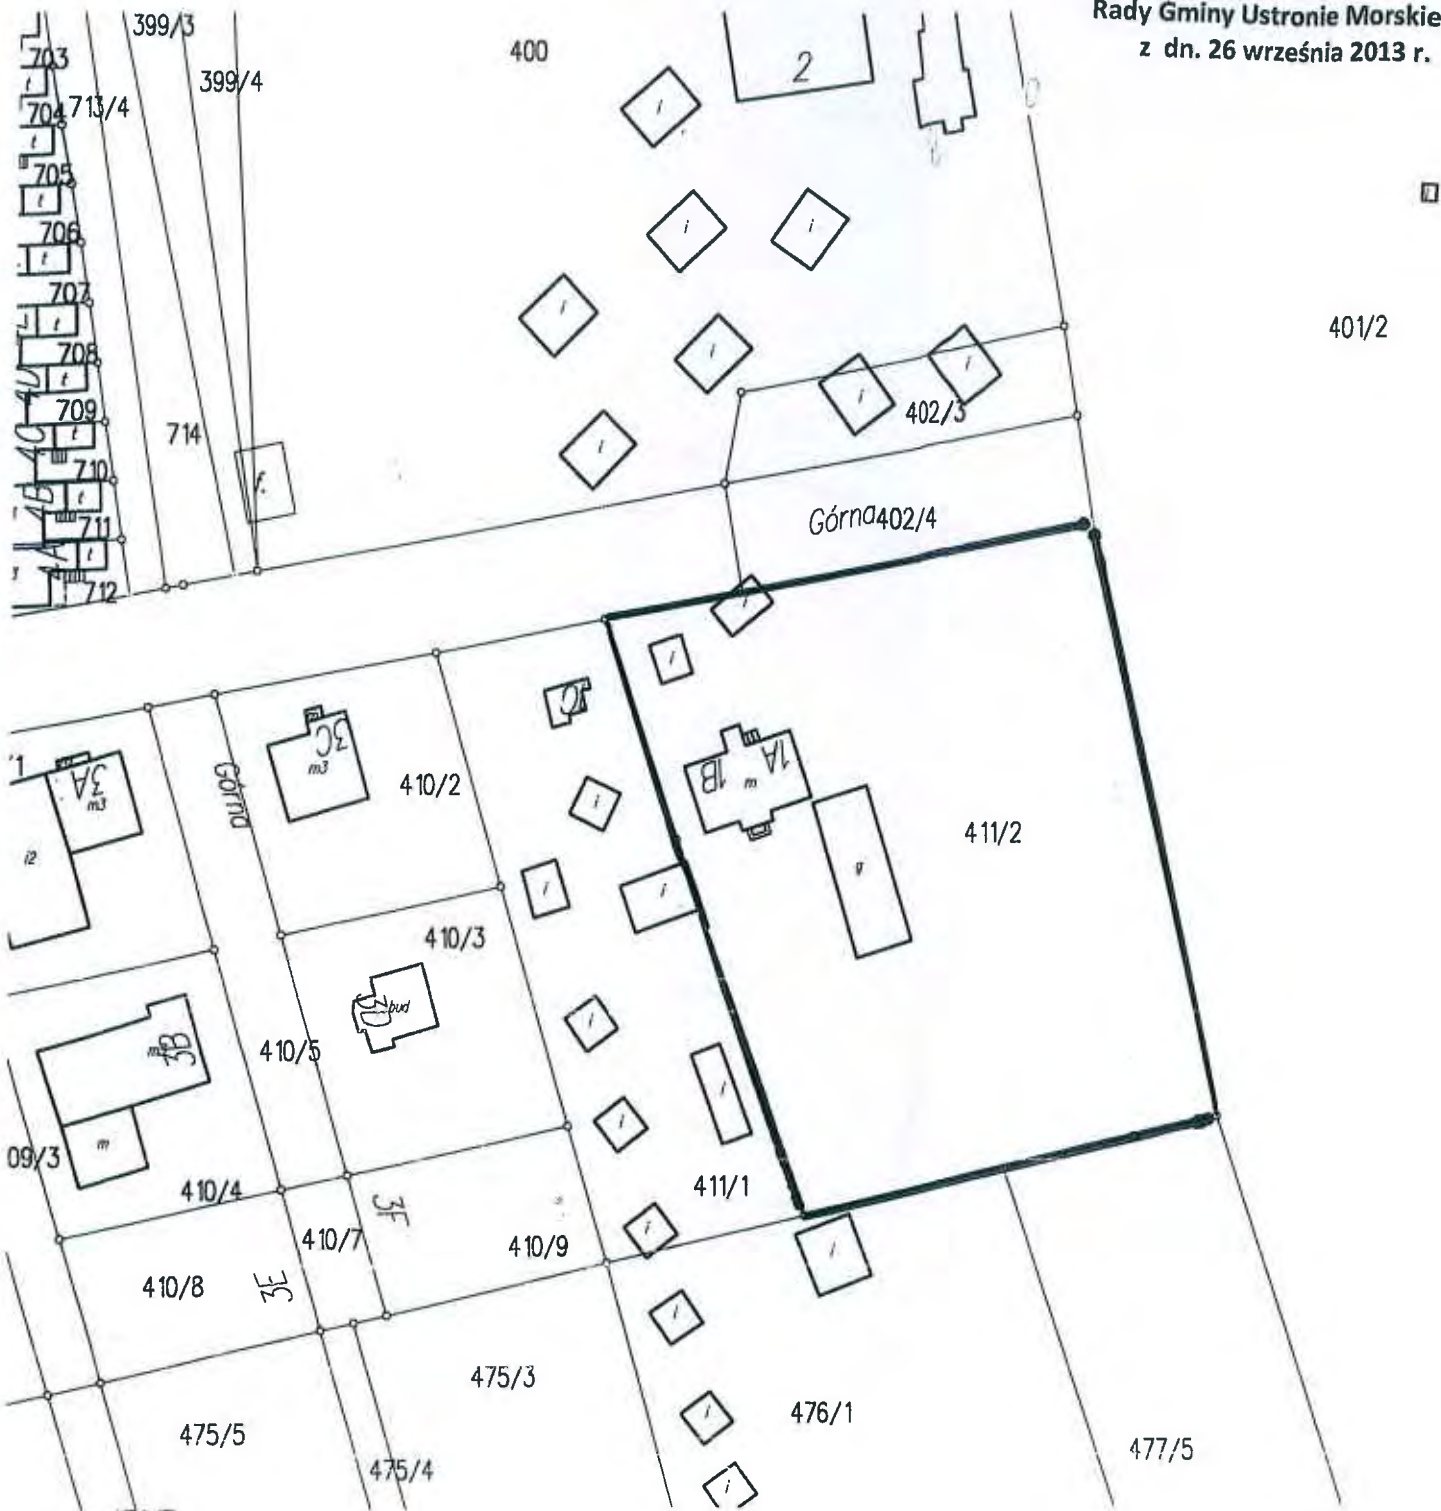 Rady Gminy Ustronie Morskie
z dn. 26 września 2013 r.
399/3
400
2
703
399/4
t
704
713/4
i
t
705
t
706
i
i
t
707
i
401/2
t
708
i
i
t
i
709
402/3
t
714
i
710
f.
t
711
Górna 402/4
t
712
i
i
3C
1A
3A
m3
1B
m
m3
Górna
410/2
i
411/2
i2
g
i
i
410/3
3D
bud
i
3B
410/5
i
i
m
09/3
410/4
411/1
3F
410/7
410/9
i
i
410/8
3E
i
475/3
476/1
i
475/5
477/5
475/4
i